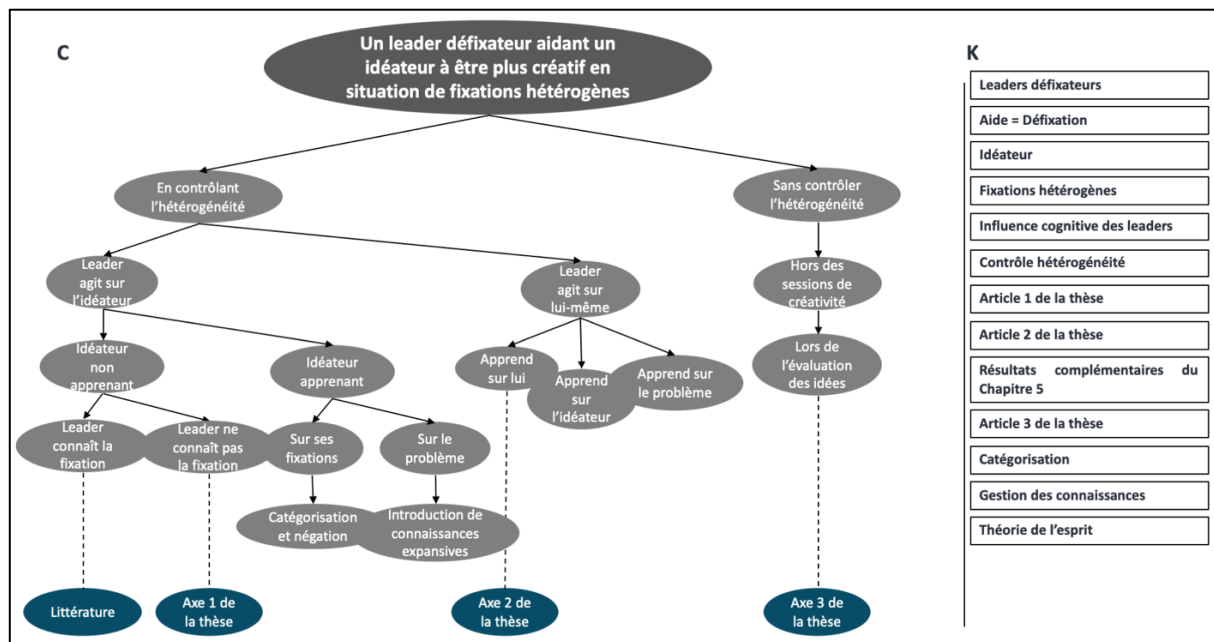 C
Un leader défixateur aidant un
idéateur à être plus créatif en
situation de fixations hétérogènes
En contrôlant
l'hétérogénéité
Sans contrôler
l'hétérogénéité
Leader
agit sur
l'idéateur
Leader
agit sur
lui-même
Hors des
sessions de
créativité
Idéateur
non
apprenant
Idéateur
apprenant
Apprend
sur lui
Apprend
sur
l'idéateur
Apprend sur
le problème
Lors de
l'évaluation
des idées
Leader
connaît la
fixation
Leader ne
connaît pas
la fixation
Sur ses
fixations
Sur le
problème
Catégorisation
et négation
Introduction de
connaissances
expansives
Littérature
Axe 1 de
la thèse
Axe 2 de
la thèse
Axe 3 de
la thèse
K
Leaders défixateurs
Aide = Défixation
Idéateur
Fixations hétérogènes
Influence cognitive des leaders
Contrôle hétérogénéité
Article 1 de la thèse
Article 2 de la thèse
Résultats complémentaires du
Chapitre 5
Article 3 de la thèse
Catégorisation
Gestion des connaissances
Théorie de l'esprit